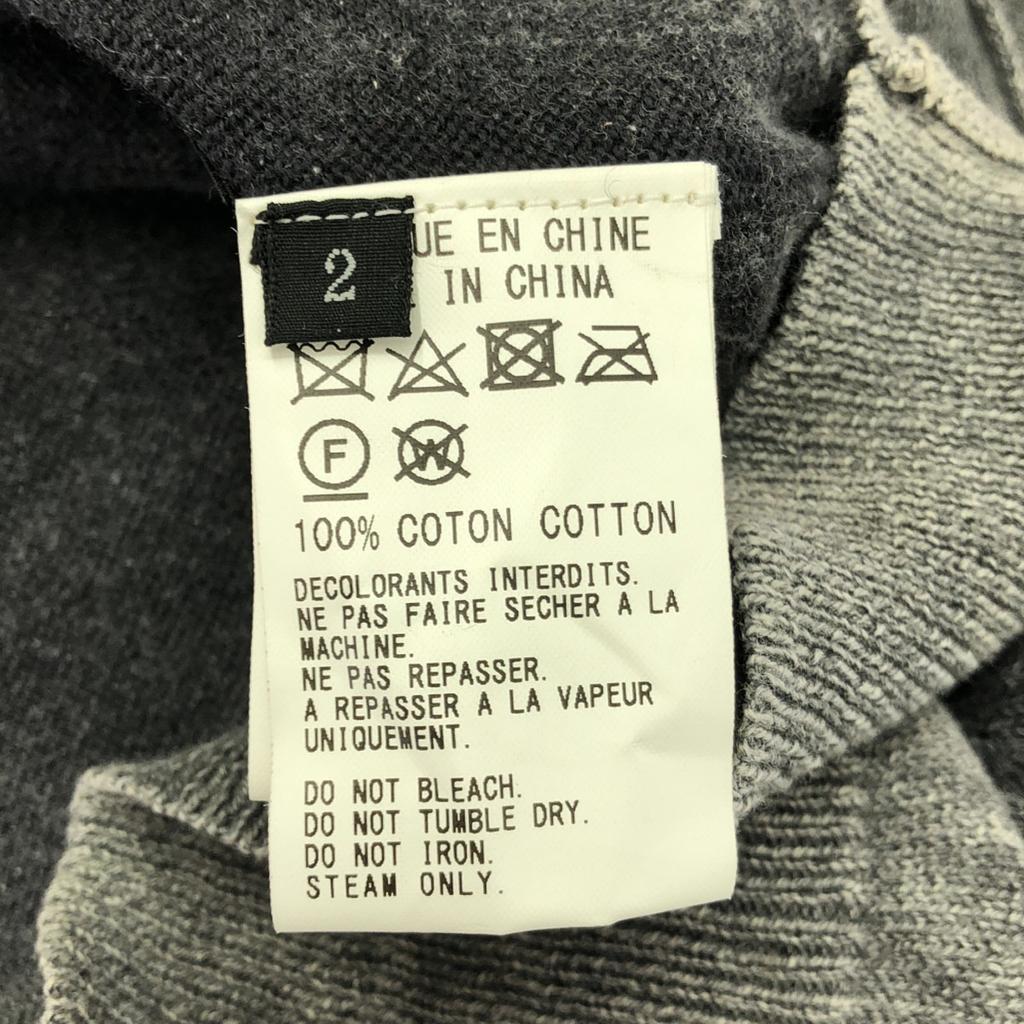 2
UE EN CHINE
IN CHINA
F
W
100% COTON COTTON
DECOLORANTS INTERDITS.
NE PAS FAIRE SECHER A LA
MACHINE.
NE PAS REPASSER.
A REPASSER A LA VAPEUR
UNIQUEMENT.
DO NOT BLEACH.
DO NOT TUMBLE DRY.
DO NOT IRON.
STEAM ONLY.